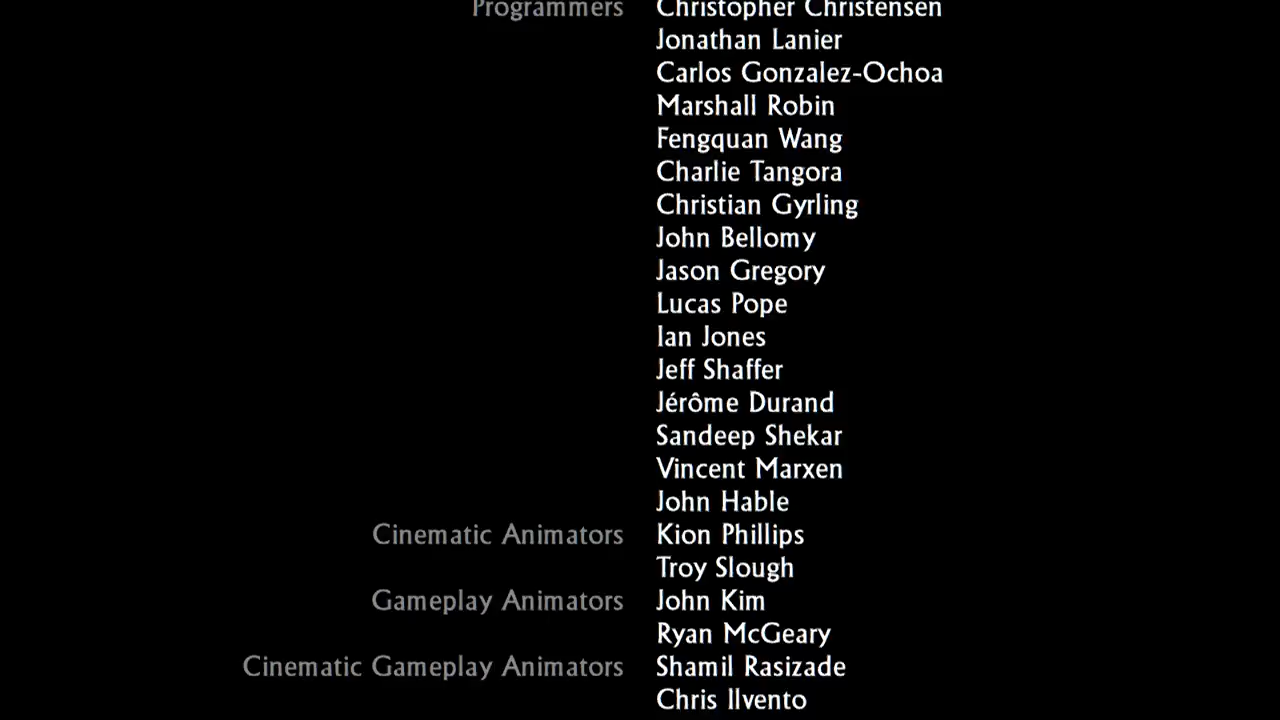 Programmers Christopher Christensen
Jonathan Lanier
Carlos Gonzalez-Ochoa
Marshall Robin
Fengquan Wang
Charlie Tangora
Christian Gyrling
John Bellomy
Jason Gregory
Lucas Pope
Ian Jones
Jeff Shaffer
Jérôme Durand
Sandeep Shekar
Vincent Marxen
John Hable
Cinematic Animators Kion Phillips
Troy Slough
Gameplay Animators John Kim
Ryan McGeary
Cinematic Gameplay Animators Shamil Rasizade
Chris Ilvento